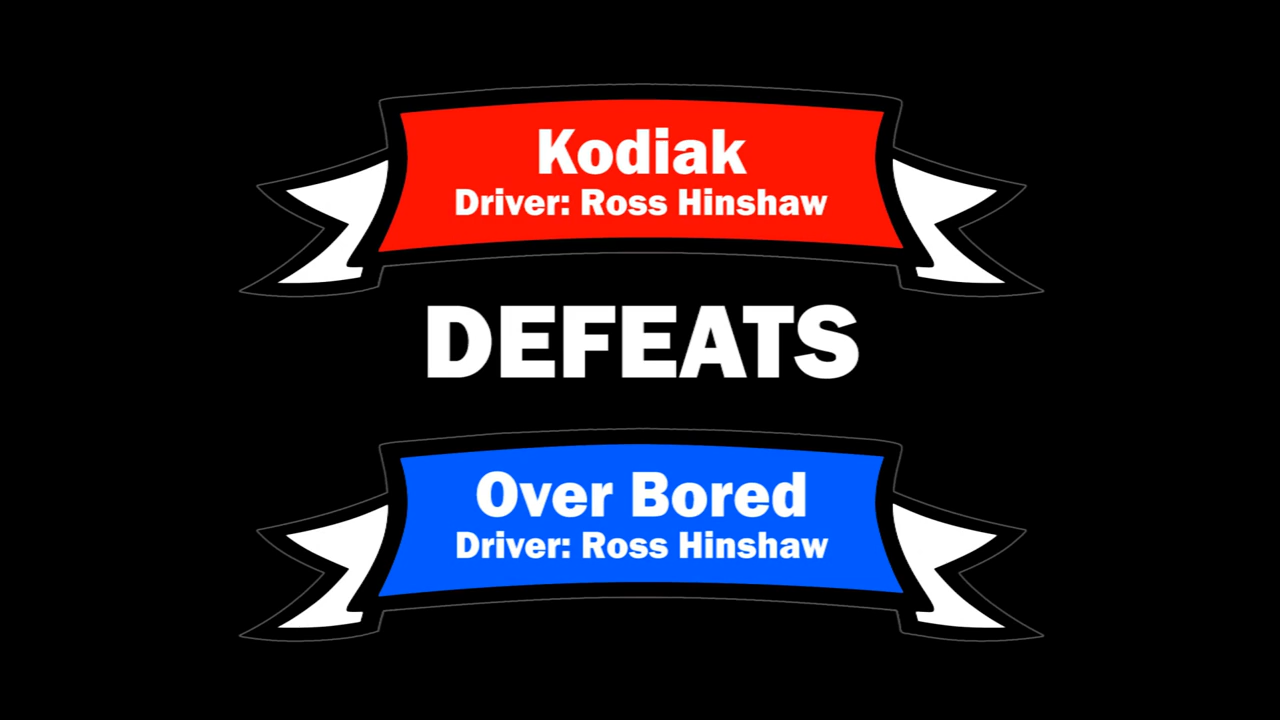 Kodiak
Driver: Ross Hinshaw
DEFEATS
Over Bored
Driver: Ross Hinshaw